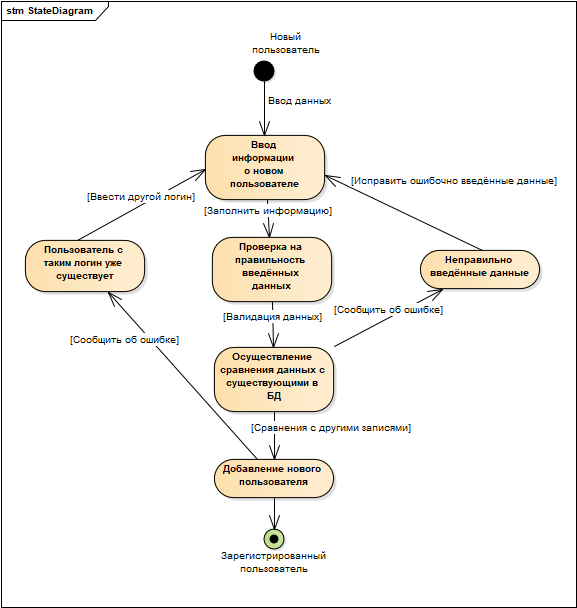 stm StateDiagram
Новый
пользователь
Ввод данных
Ввод
информации
о новом
пользователе
[Исправить ошибочно введённые данные]
[Ввести другой логин]
[Заполнить информацию]
Пользователь с
таким логин уже
существует
Проверка на
правильность
введённых
данных
Неправильно
введённые данные
[Валидация данных]
[Сообщить об ошибке]
[Сообщить об ошибке]
Осуществление
сравнения данных с
существующими в
БД
[Сравнения с другими записями]
Добавление нового
пользователя
Зарегистрированный
пользователь